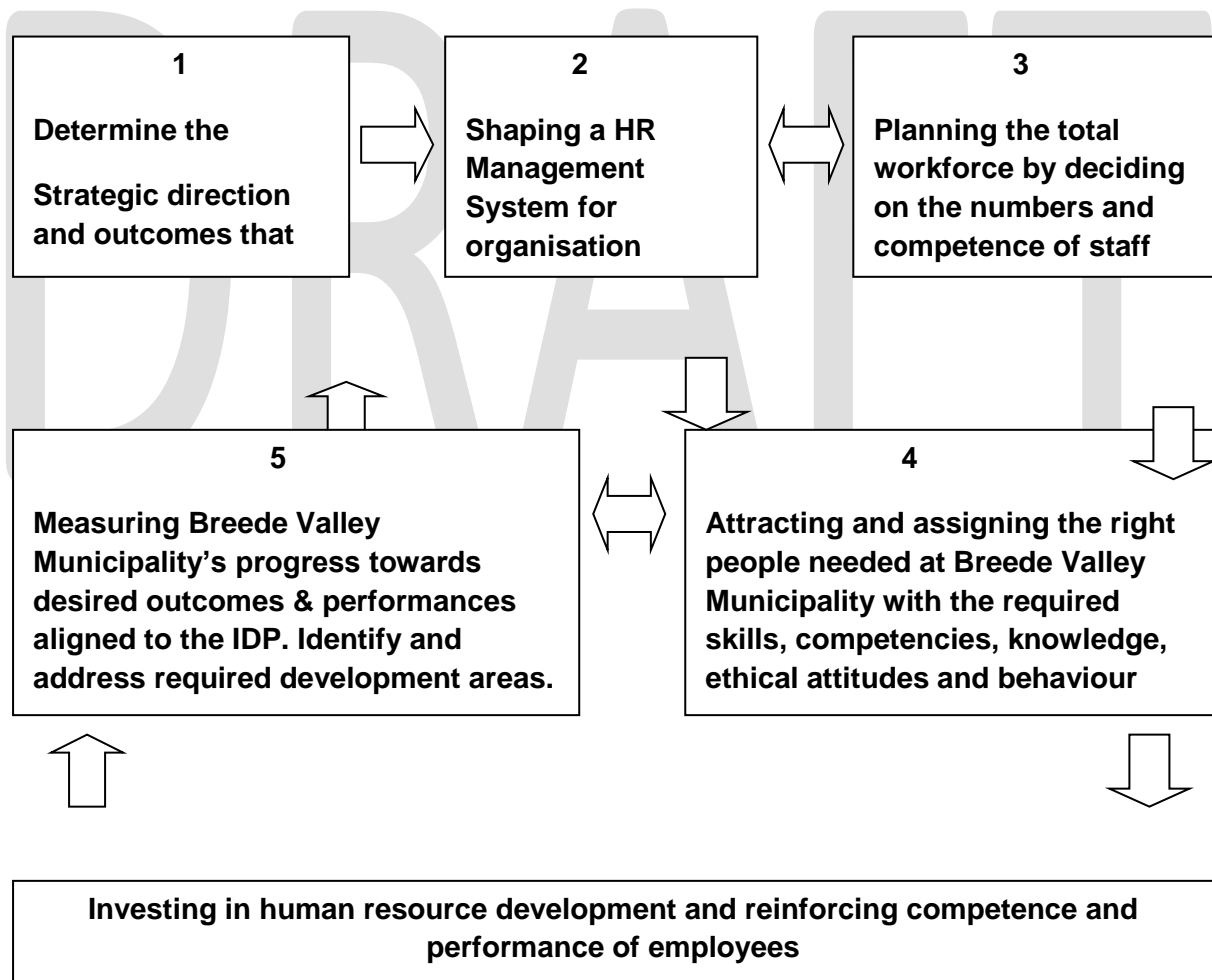 DRAFT
1
Determine the
Strategic direction
and outcomes that
2
Shaping a HR
Management
System for
organisation
3
Planning the total
workforce by deciding
on the numbers and
competence of staff
5
Measuring Breede Valley
Municipality’s progress towards
desired outcomes & performances
aligned to the IDP. Identify and
address required development areas.
4
Attracting and assigning the right
people needed at Breede Valley
Municipality with the required
skills, competencies, knowledge,
ethical attitudes and behaviour
Investing in human resource development and reinforcing competence and
performance of employees